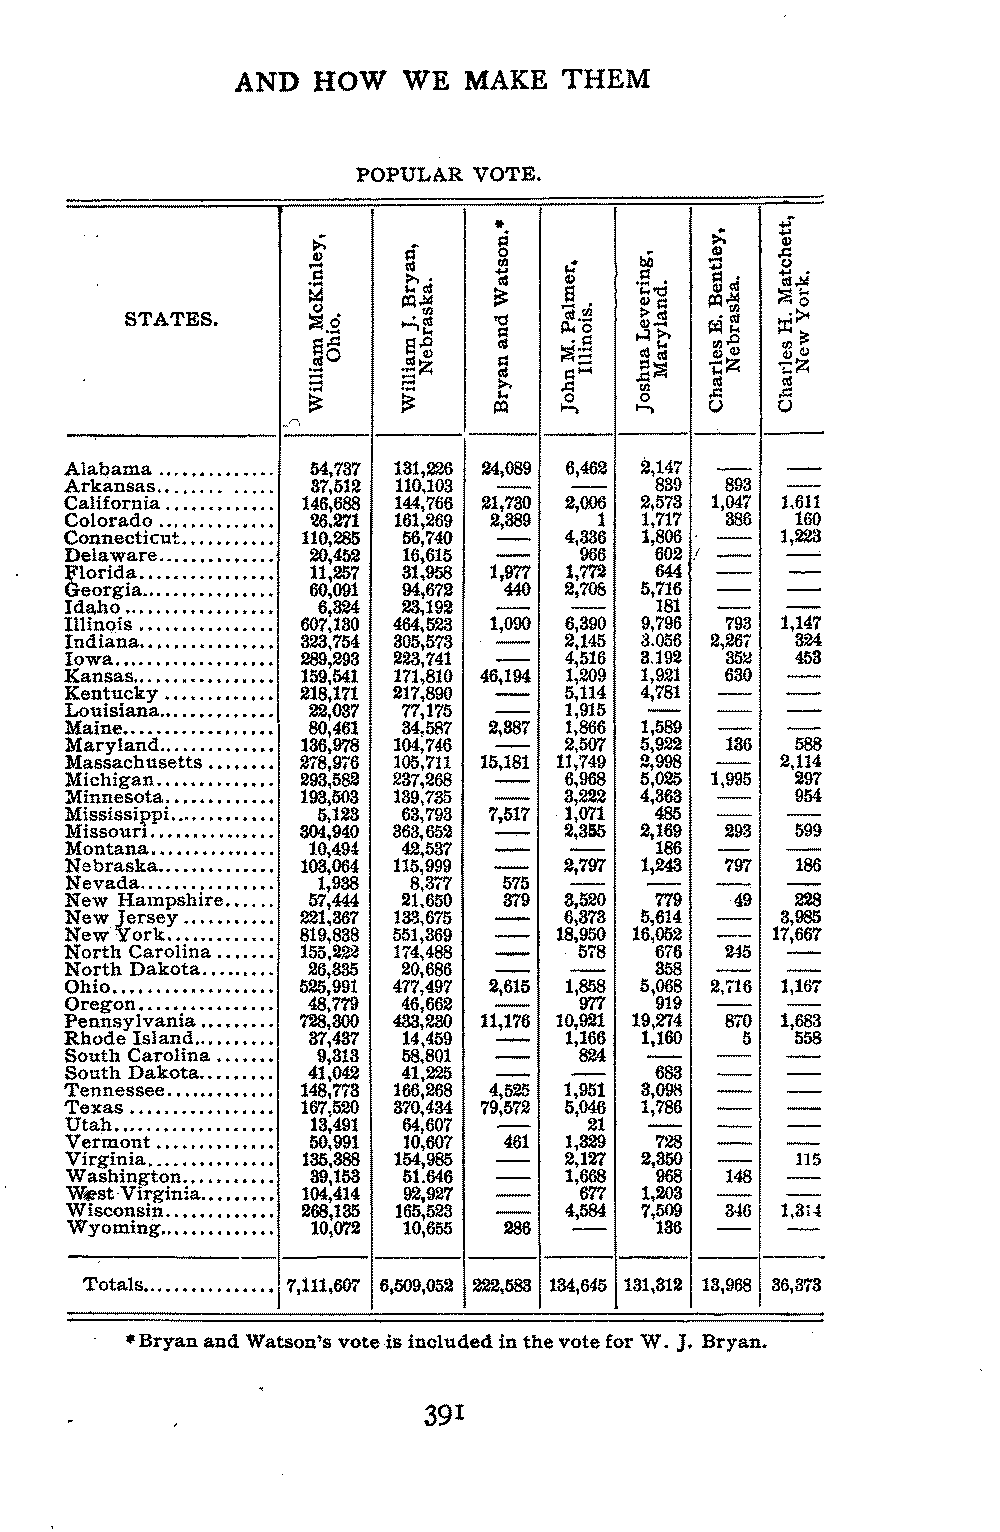 AND HOW WE MAKE THEM
POPULAR VOTE.
STATES. William McKinley, Ohio. William J. Bryan, Nebraska. Bryan and Watson.* John M. Palmer, Illinois. Joshua Levering, Maryland. Charles E. Bentley, Nebraska. Charles H. Matchett, New York.
Alabama .............. 54,737 131,226 24,089 6,462 2,147 — —
Arkansas........ ..... 37,512 110,103 — — 839 893 —
California .............. 146,688 144,766 21,730 2,006 2,573 1,047 1,611
Colorado .............. 26,271 161,269 2,389 1 1,717 386 160
Connecticut............ 110,285 56,740 — 4,336 1,806 — 1,223
Delaware.............. 20,452 16,615 — 966 602 — —
Florida................. 11,257 31,958 1,977 1,772 644 — —
Georgia................. 60,091 94,672 440 2,708 5,716 — —
Idaho................... 6,324 23,192 — — 181 — —
Illinois ................. 607,130 464,523 1,090 6,390 9,796 793 1,147
Indiana................. 323,754 305,573 — 2,145 3.056 2,267 324
Iowa.................... 289,293 223,741 — 4,516 3.192 352 453
Kansas.................. 159,541 171,810 46,194 1,209 1,921 630 —
Kentucky .............. 218,171 217,890 — 5,114 4,781 — —
Louisiana.............. 22,037 77,175 — 1,915 — — —
Maine................... 80,461 34,587 2,387 1,866 1,589 — —
Maryland.............. 136,978 104,746 — 2,507 5,922 136 588
Massachusetts ........ 278,976 105,711 15,181 11,749 2,998 — 2,114
Michigan............... 293,582 237,268 — 6,968 5,025 1,995 297
Minnesota.............. 193,503 139,735 — 3,222 4,363 — 954
Mississippi............. 5,123 63,793 7,517 1,071 485 — —
Missouri................ 304,940 363,652 — 2,355 2,169 293 599
Montana................ 10,494 42,537 — — 186 — —
Nebraska............... 103,064 115,999 — 2,797 1,243 797 186
Nevada................. 1,938 8,377 575 — — — —
New Hampshire...... 57,444 21,650 379 3,520 779 49 228
New Jersey ............ 221,367 133,675 — 6,373 5,614 — 3,985
New York.............. 819,838 551,369 — 18,950 16,052 — 17,667
North Carolina ....... 155,222 174,488 — 578 676 245 —
North Dakota......... 26,335 20,686 — — 358 — —
Ohio.................... 525,991 477,497 2,615 1,858 5,068 2,716 1,167
Oregon................. 48,779 46,662 — 977 919 — —
Pennsylvania ......... 728,300 433,230 11,176 10,921 19,274 870 1,683
Rhode Island.......... 37,437 14,459 — 1,166 1,160 5 558
South Carolina ....... 9,313 58,801 — 824 — — —
South Dakota......... 41,042 41,225 — — 683 — —
Tennessee.............. 148,773 166,268 4,525 1,951 3,098 — —
Texas .................. 167,520 370,434 79,572 5,046 1,786 — —
Utah.................... 13,491 64,607 — 21 — — —
Vermont ............... 50,991 10,607 461 1,329 728 — —
Virginia................ 135,388 154,985 — 2,127 2,350 — 115
Washington............ 39,153 51.646 — 1,668 968 148 —
West Virginia......... 104,414 92,927 — 677 1,203 — —
Wisconsin.............. 268,135 165,523 — 4,584 7,509 346 1,314
Wyoming............... 10,072 10,655 286 — 136 — —
Totals................ 7,111,607 6,509,052 222,583 134,645 131,312 13,968 36,373
*Bryan and Watson's vote is included in the vote for W. J. Bryan.
391